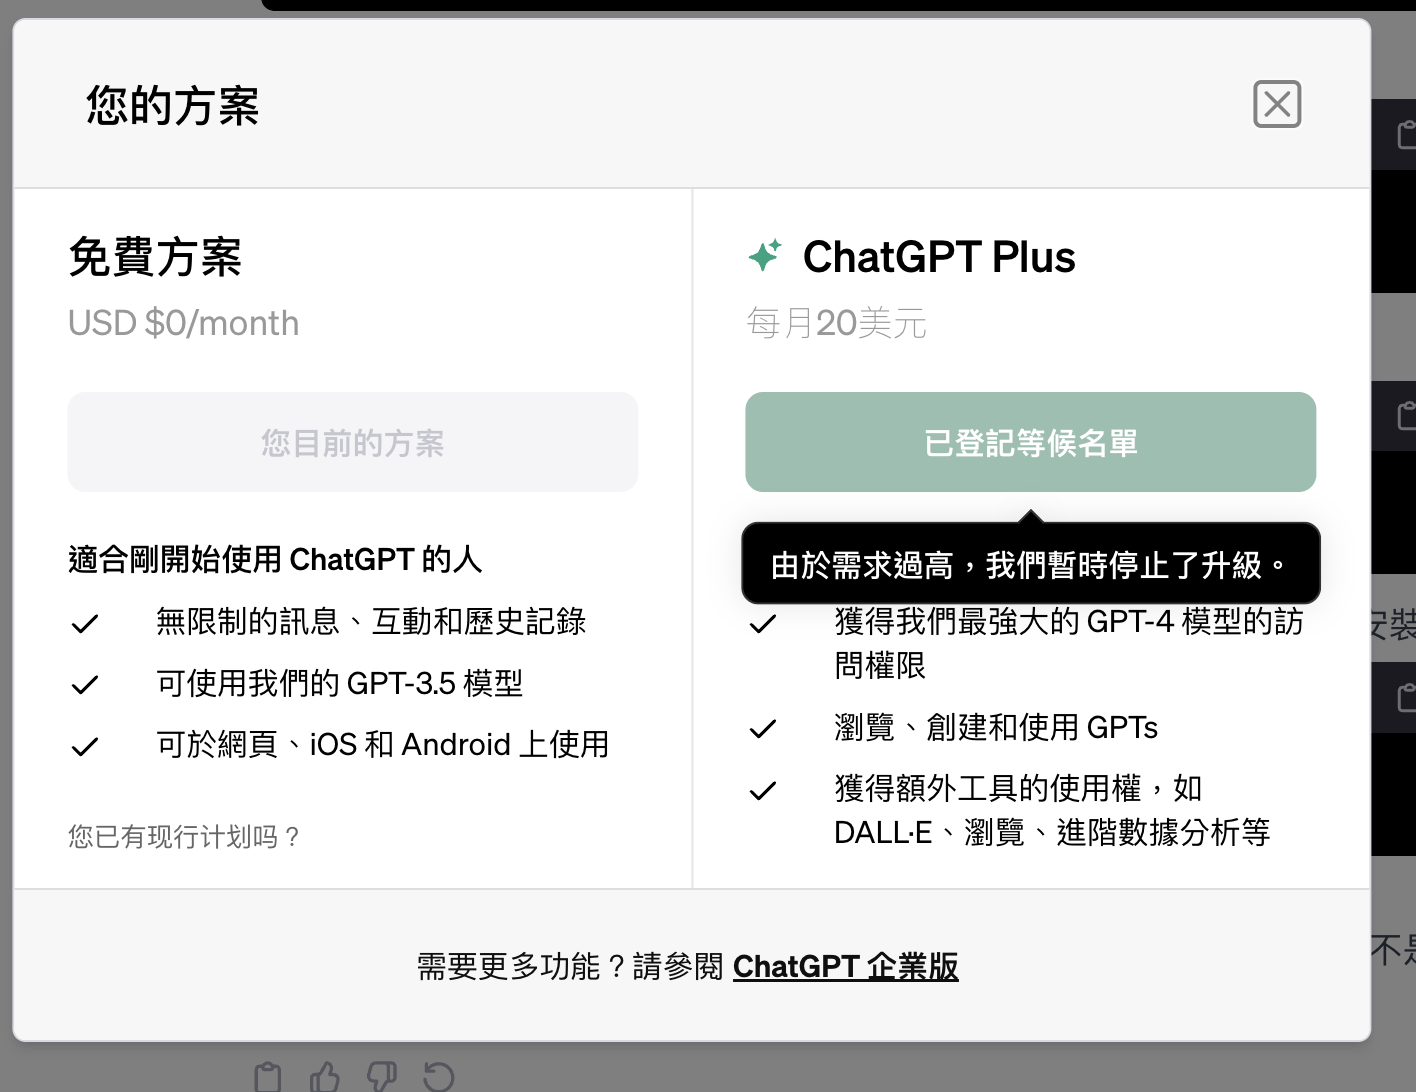 您的方案
免費方案
USD $0/month
您目前的方案
適合剛開始使用 ChatGPT 的人
無限制的訊息、互動和歷史記錄
可使用我們的 GPT-3.5 模型
可於網頁、iOS 和 Android 上使用
您已有现行计划吗？
ChatGPT Plus
每月20美元
已登記等候名單
由於需求過高，我們暫時停止了升級。
獲得我們最強大的 GPT-4 模型的訪
問權限
瀏覽、創建和使用 GPTs
獲得額外工具的使用權，如
DALL·E、瀏覽、進階數據分析等
需要更多功能？請參閱 ChatGPT 企業版
安裝
不是